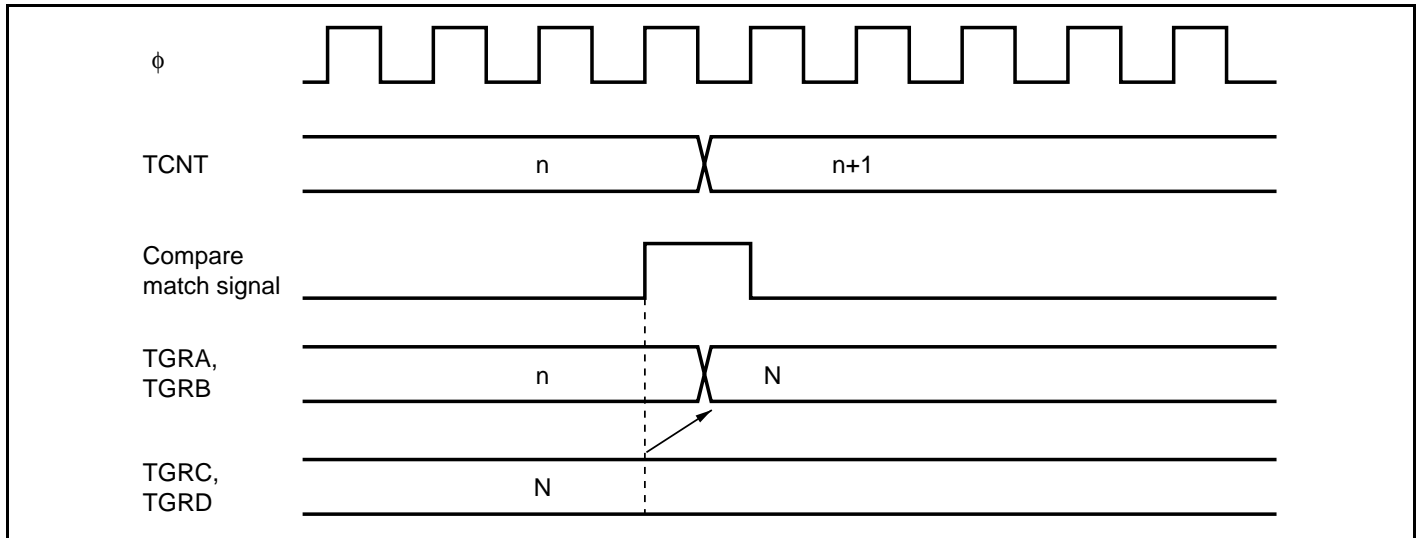 ϕ
TCNT
n
n+1
Compare
match signal
TGRA,
TGRB
n
N
TGRC,
TGRD
N